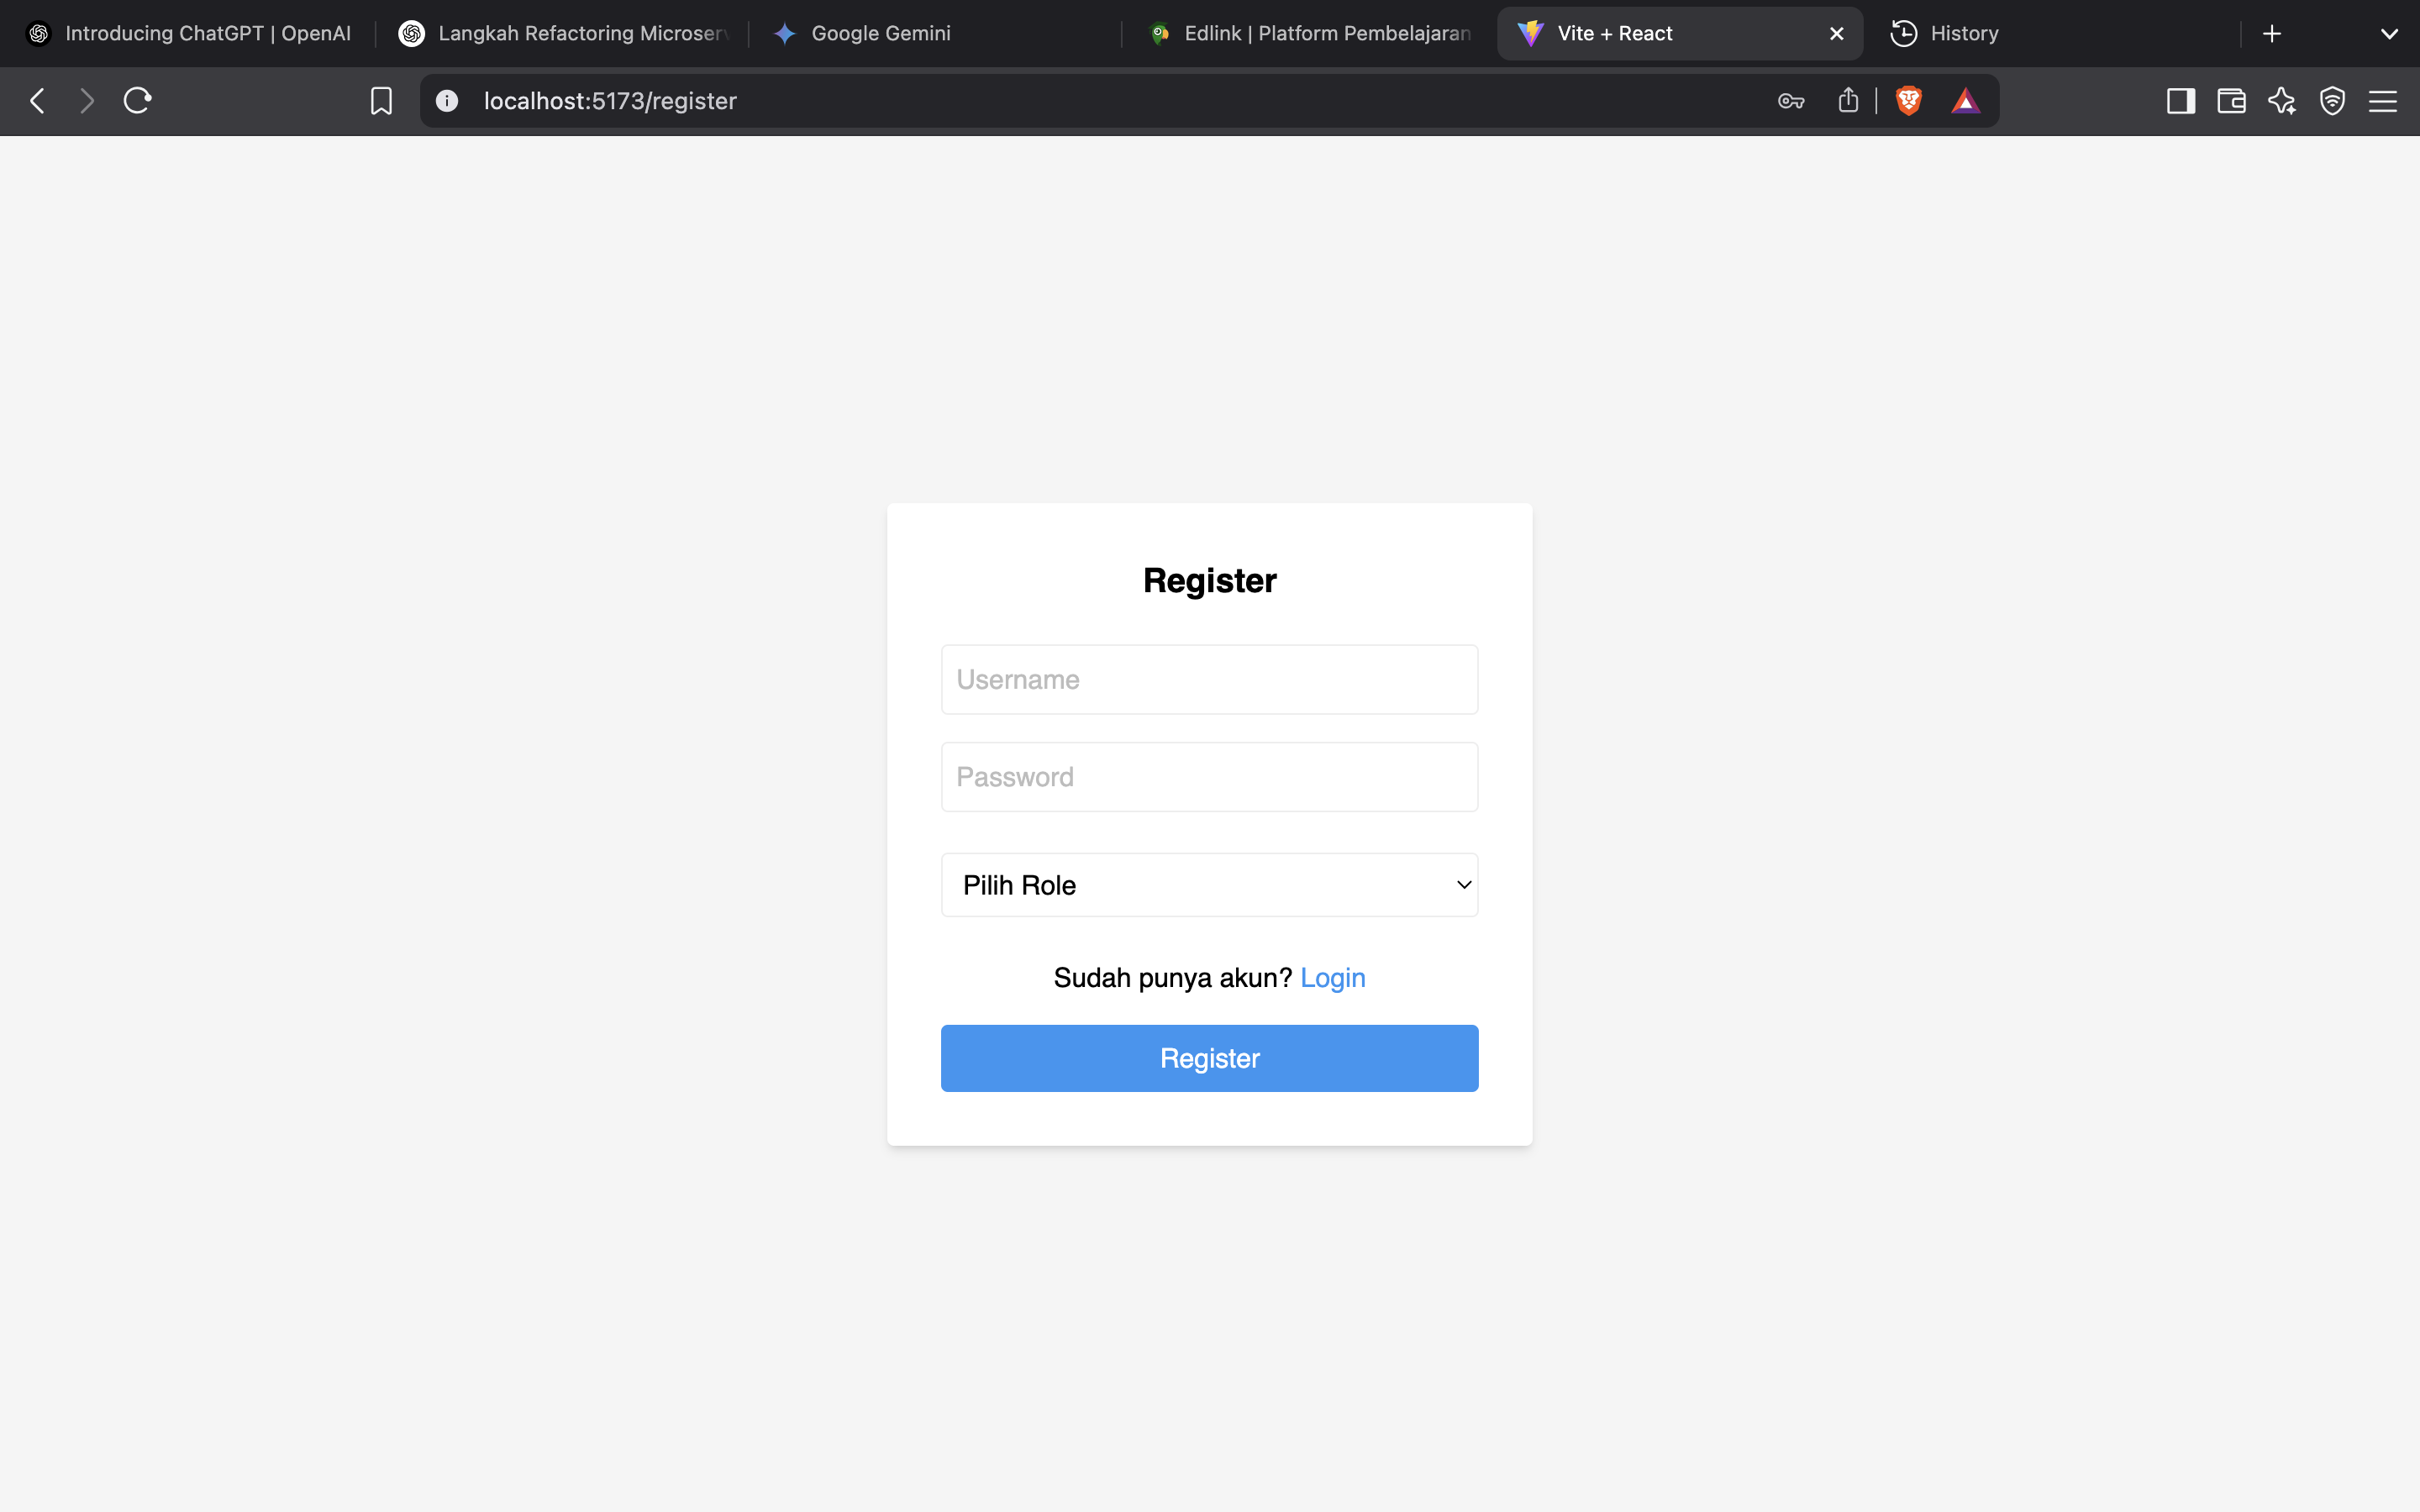 Introducing ChatGPT | OpenAI
Langkah Refactoring Microserv
Google Gemini
Edlink | Platform Pembelajaran
Vite + React
History
localhost:5173/register
Register
Username
Password
Pilih Role
Sudah punya akun? Login
Register